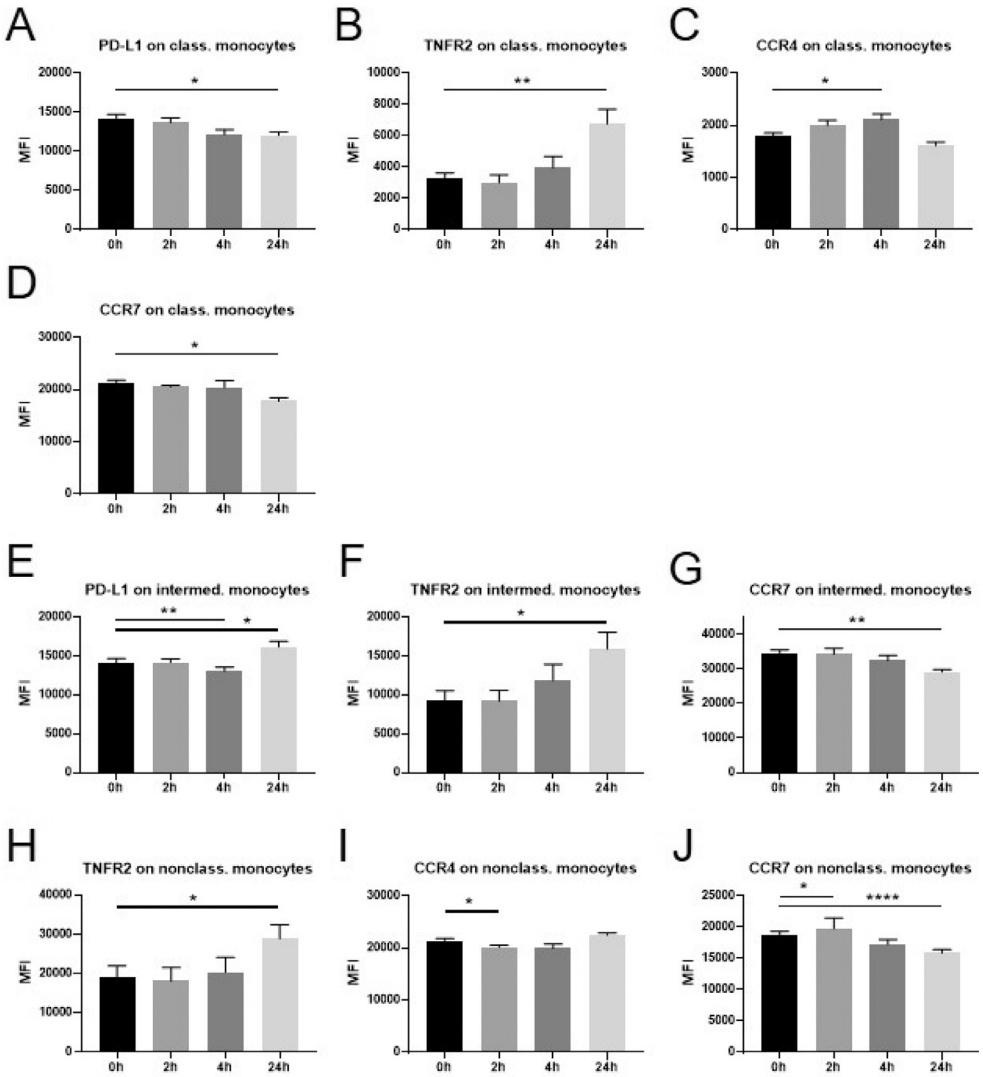 A
PD-L1 on class. monocytes
MFI
20000
15000
10000
5000
0
*
0h 2h 4h 24h
B
TNFR2 on class. monocytes
MFI
10000
8000
6000
4000
2000
0
**
0h 2h 4h 24h
C
CCR4 on class. monocytes
MFI
3000
2000
1000
0
*
0h 2h 4h 24h
D
CCR7 on class. monocytes
MFI
30000
20000
10000
0
*
0h 2h 4h 24h
E
PD-L1 on intermed. monocytes
MFI
20000
15000
10000
5000
0
**
*
0h 2h 4h 24h
F
TNFR2 on intermed. monocytes
MFI
20000
15000
10000
5000
0
*
0h 2h 4h 24h
G
CCR7 on intermed. monocytes
MFI
40000
30000
20000
10000
0
**
0h 2h 4h 24h
H
TNFR2 on nonclass. monocytes
MFI
40000
30000
20000
10000
0
*
0h 2h 4h 24h
I
CCR4 on nonclass. monocytes
MFI
30000
20000
10000
0
*
0h 2h 4h 24h
J
CCR7 on nonclass. monocytes
MFI
25000
20000
15000
10000
5000
0
*
****
0h 2h 4h 24h